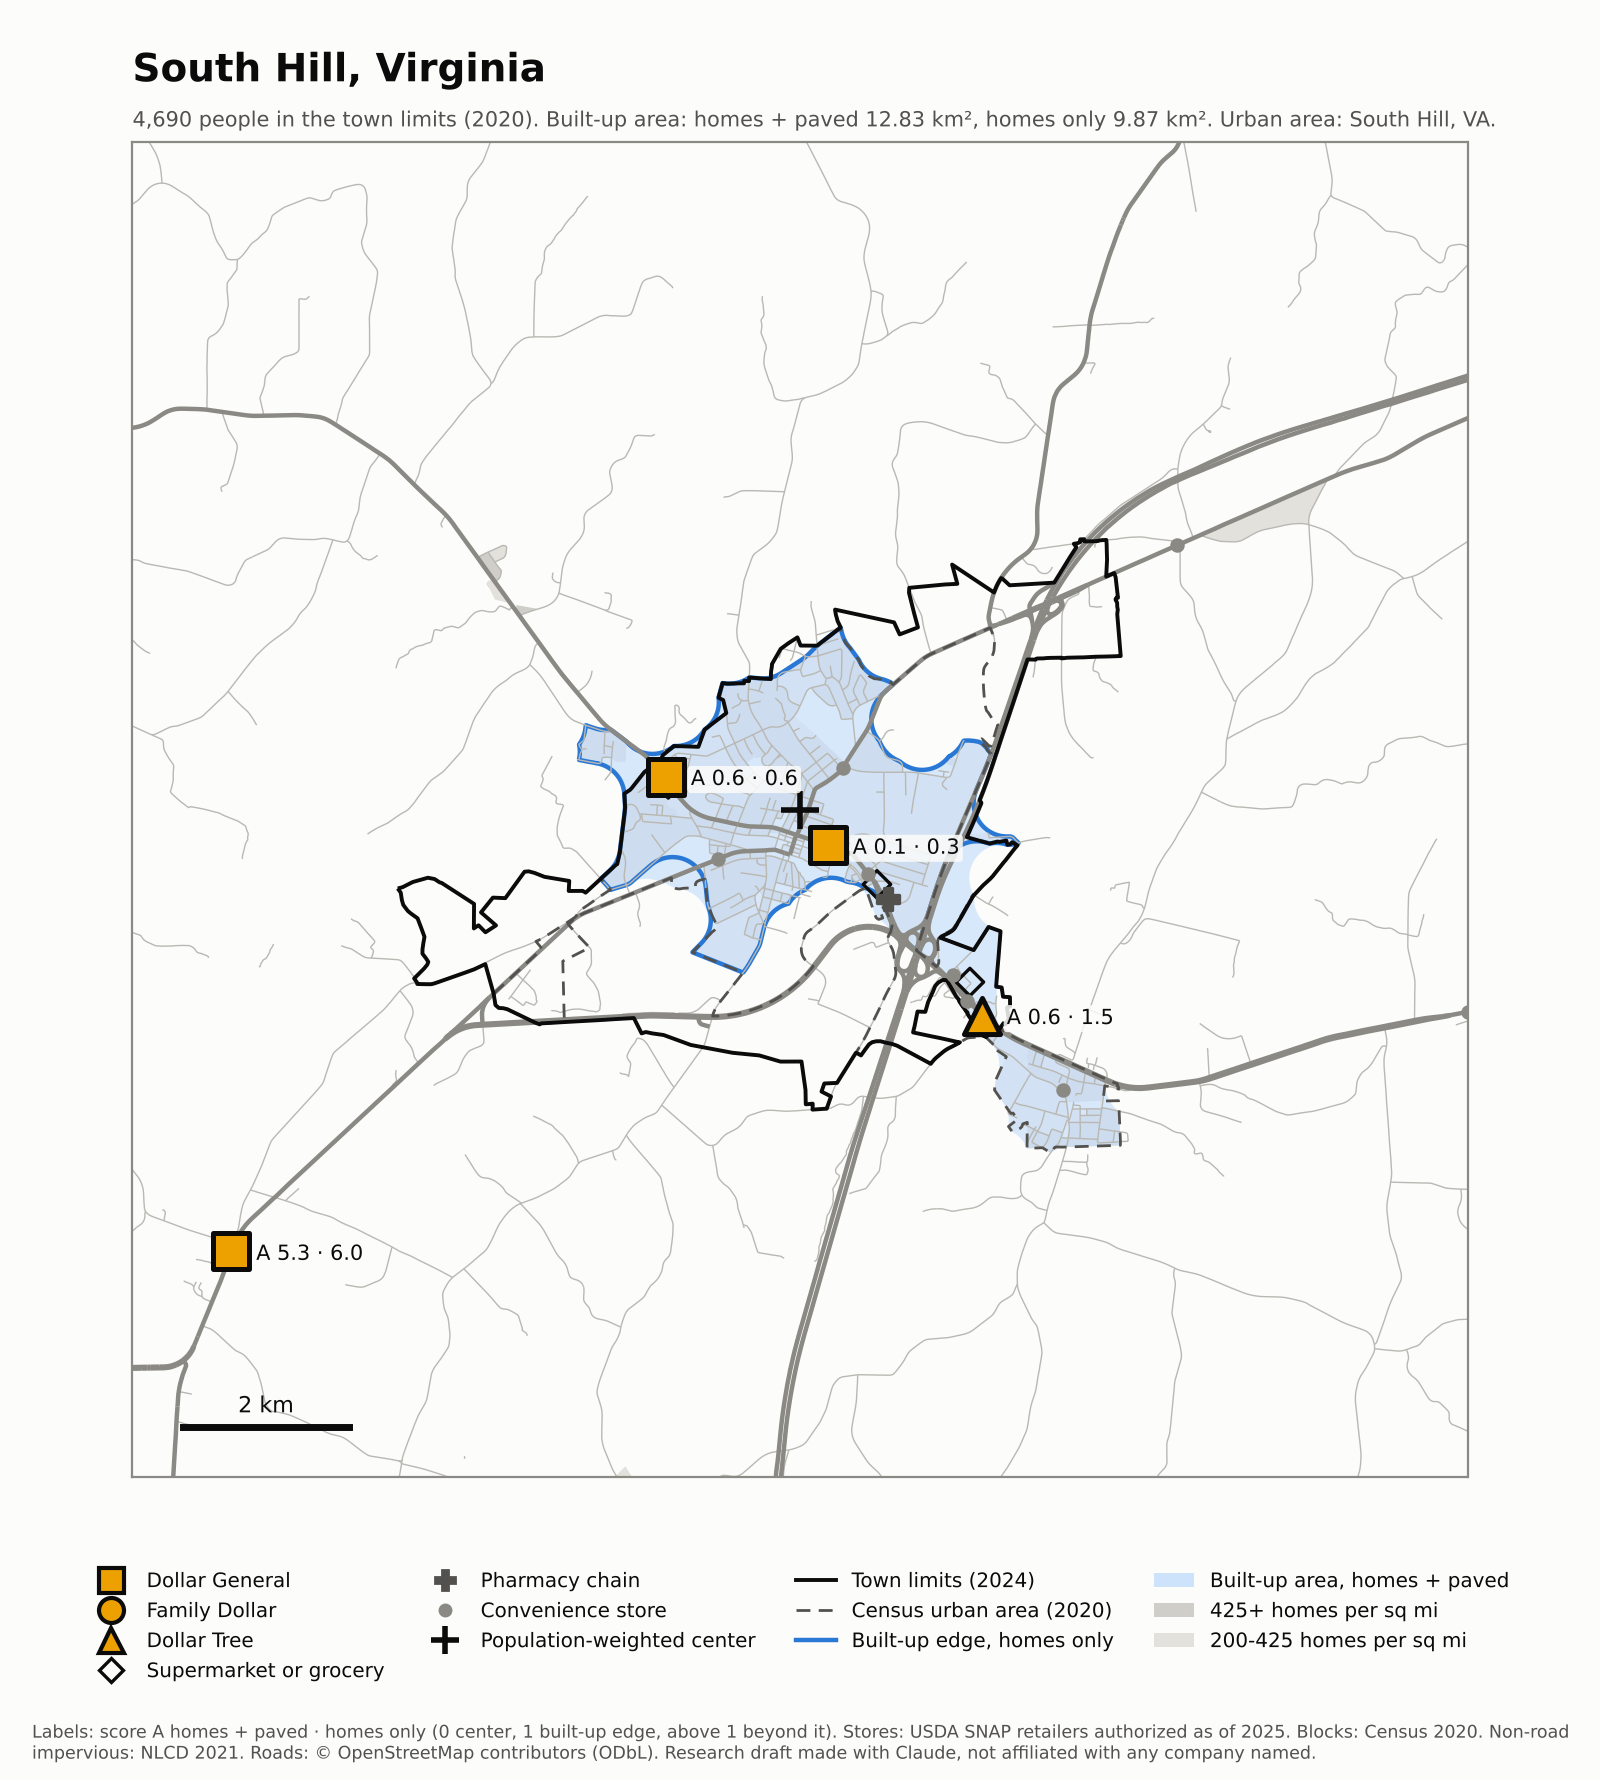 South Hill, Virginia
4,690 people in the town limits (2020). Built-up area: homes + paved 12.83 km², homes only 9.87 km². Urban area: South Hill, VA.
A 0.6 · 0.6
A 0.1 · 0.3
A 0.6 · 1.5
A 5.3 · 6.0
2 km
Dollar General
Family Dollar
Dollar Tree
Supermarket or grocery
Pharmacy chain
Convenience store
Population-weighted center
Town limits (2024)
Census urban area (2020)
Built-up edge, homes only
Built-up area, homes + paved
425+ homes per sq mi
200-425 homes per sq mi
Labels: score A homes + paved · homes only (0 center, 1 built-up edge, above 1 beyond it). Stores: USDA SNAP retailers authorized as of 2025. Blocks: Census 2020. Non-road
impervious: NLCD 2021. Roads: © OpenStreetMap contributors (ODbL). Research draft made with Claude, not affiliated with any company named.